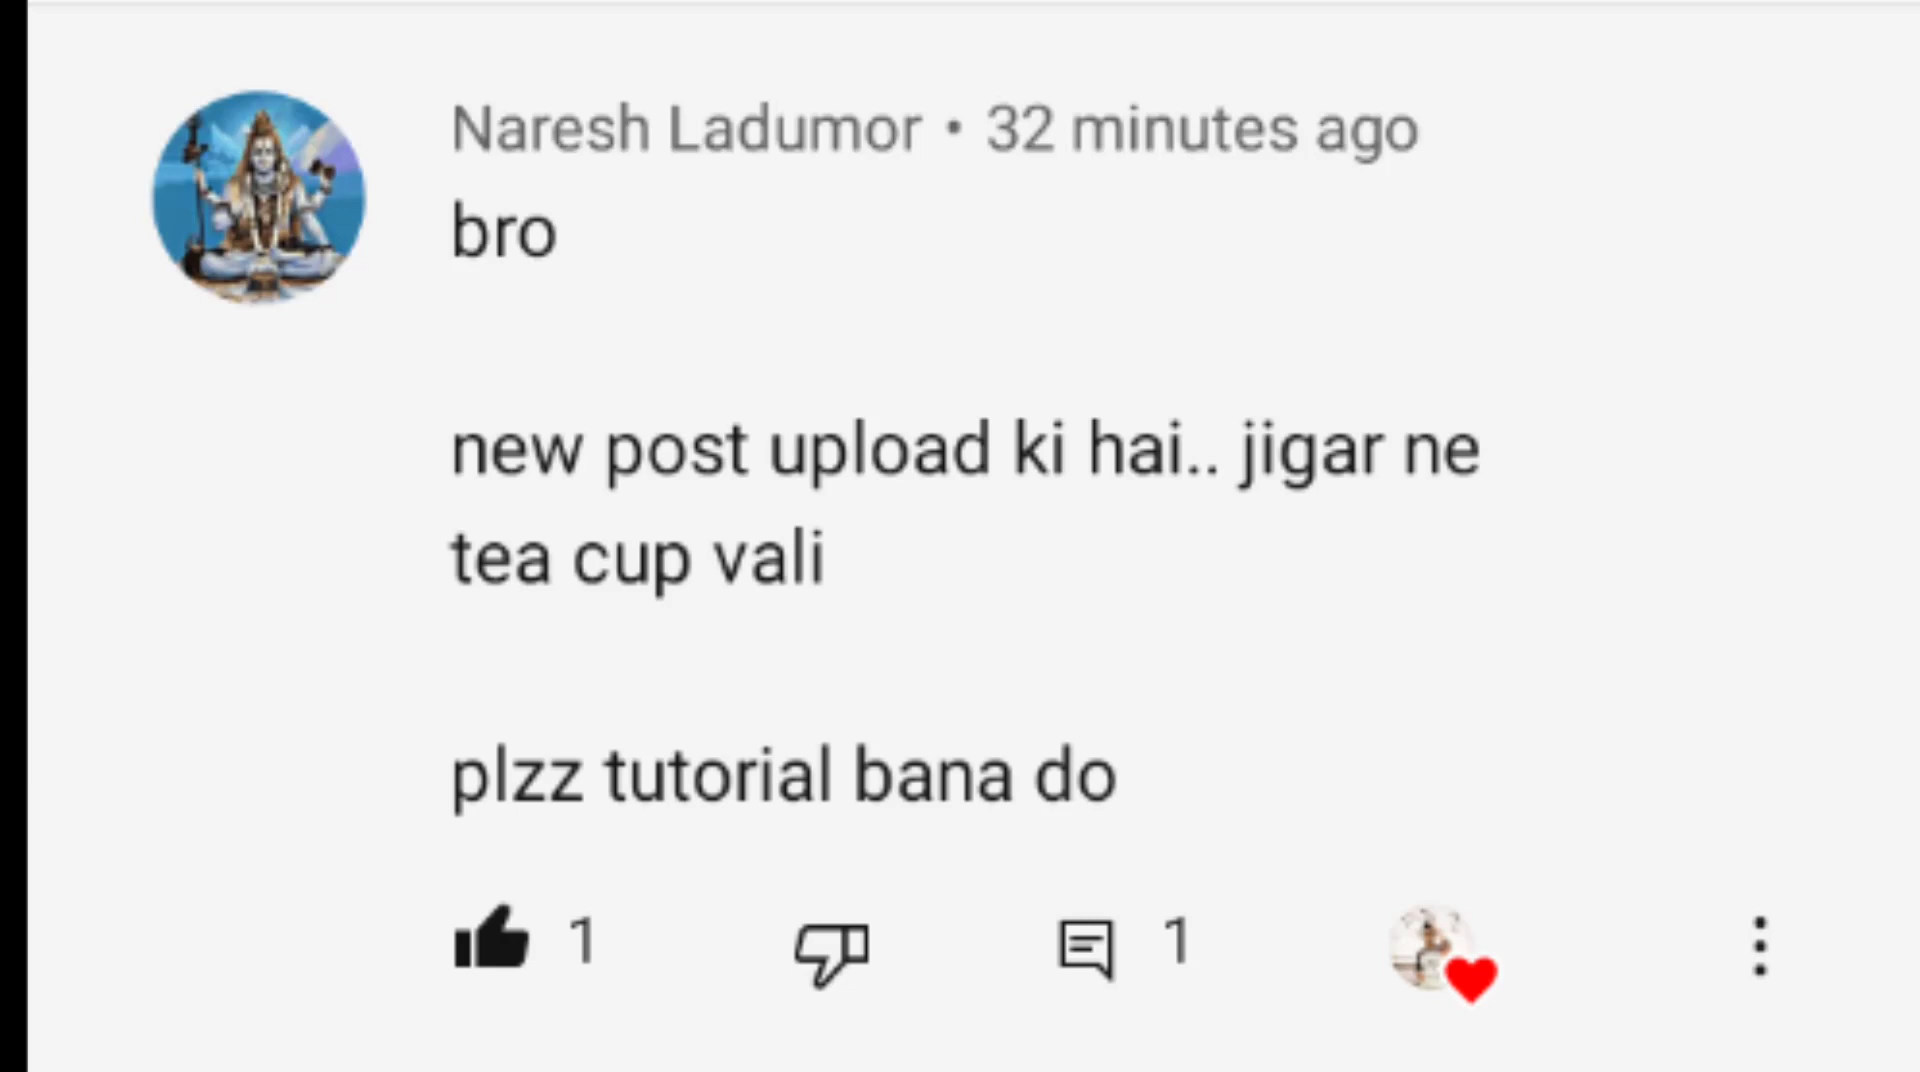 Naresh Ladumor • 32 minutes ago
bro
new post upload ki hai.. jigar ne
tea cup vali
plzz tutorial bana do
1 1